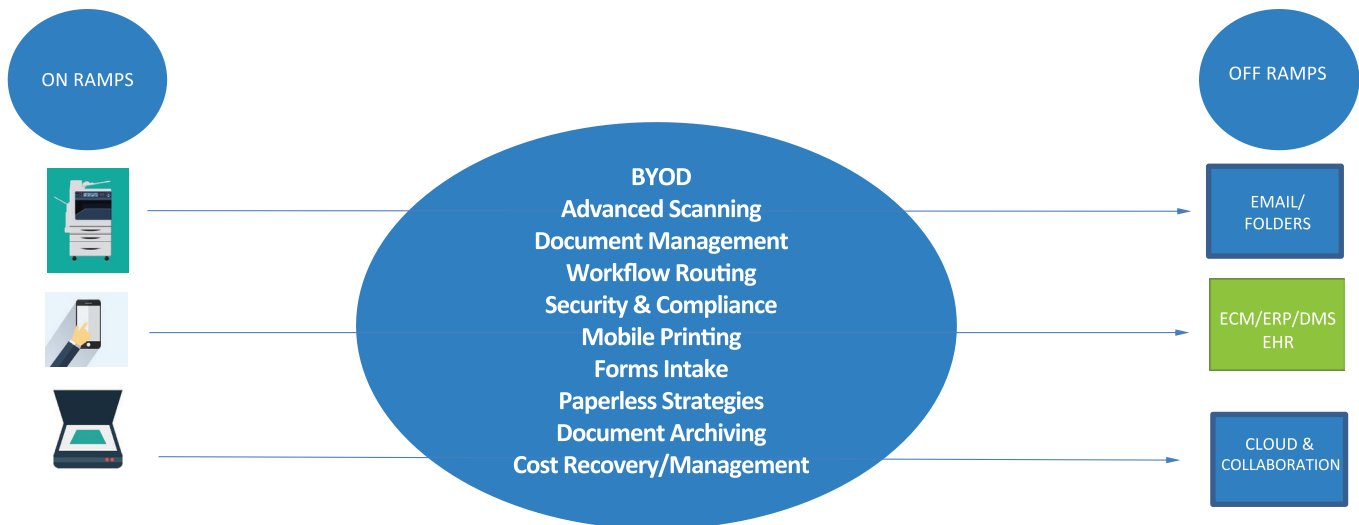 ON RAMPS
OFF RAMPS
BYOD
Advanced Scanning
Document Management
Workflow Routing
Security & Compliance
Mobile Printing
Forms Intake
Paperless Strategies
Document Archiving
Cost Recovery/Management
EMAIL/
FOLDERS
ECM/ERP/DMS
EHR
CLOUD &
COLLABORATION